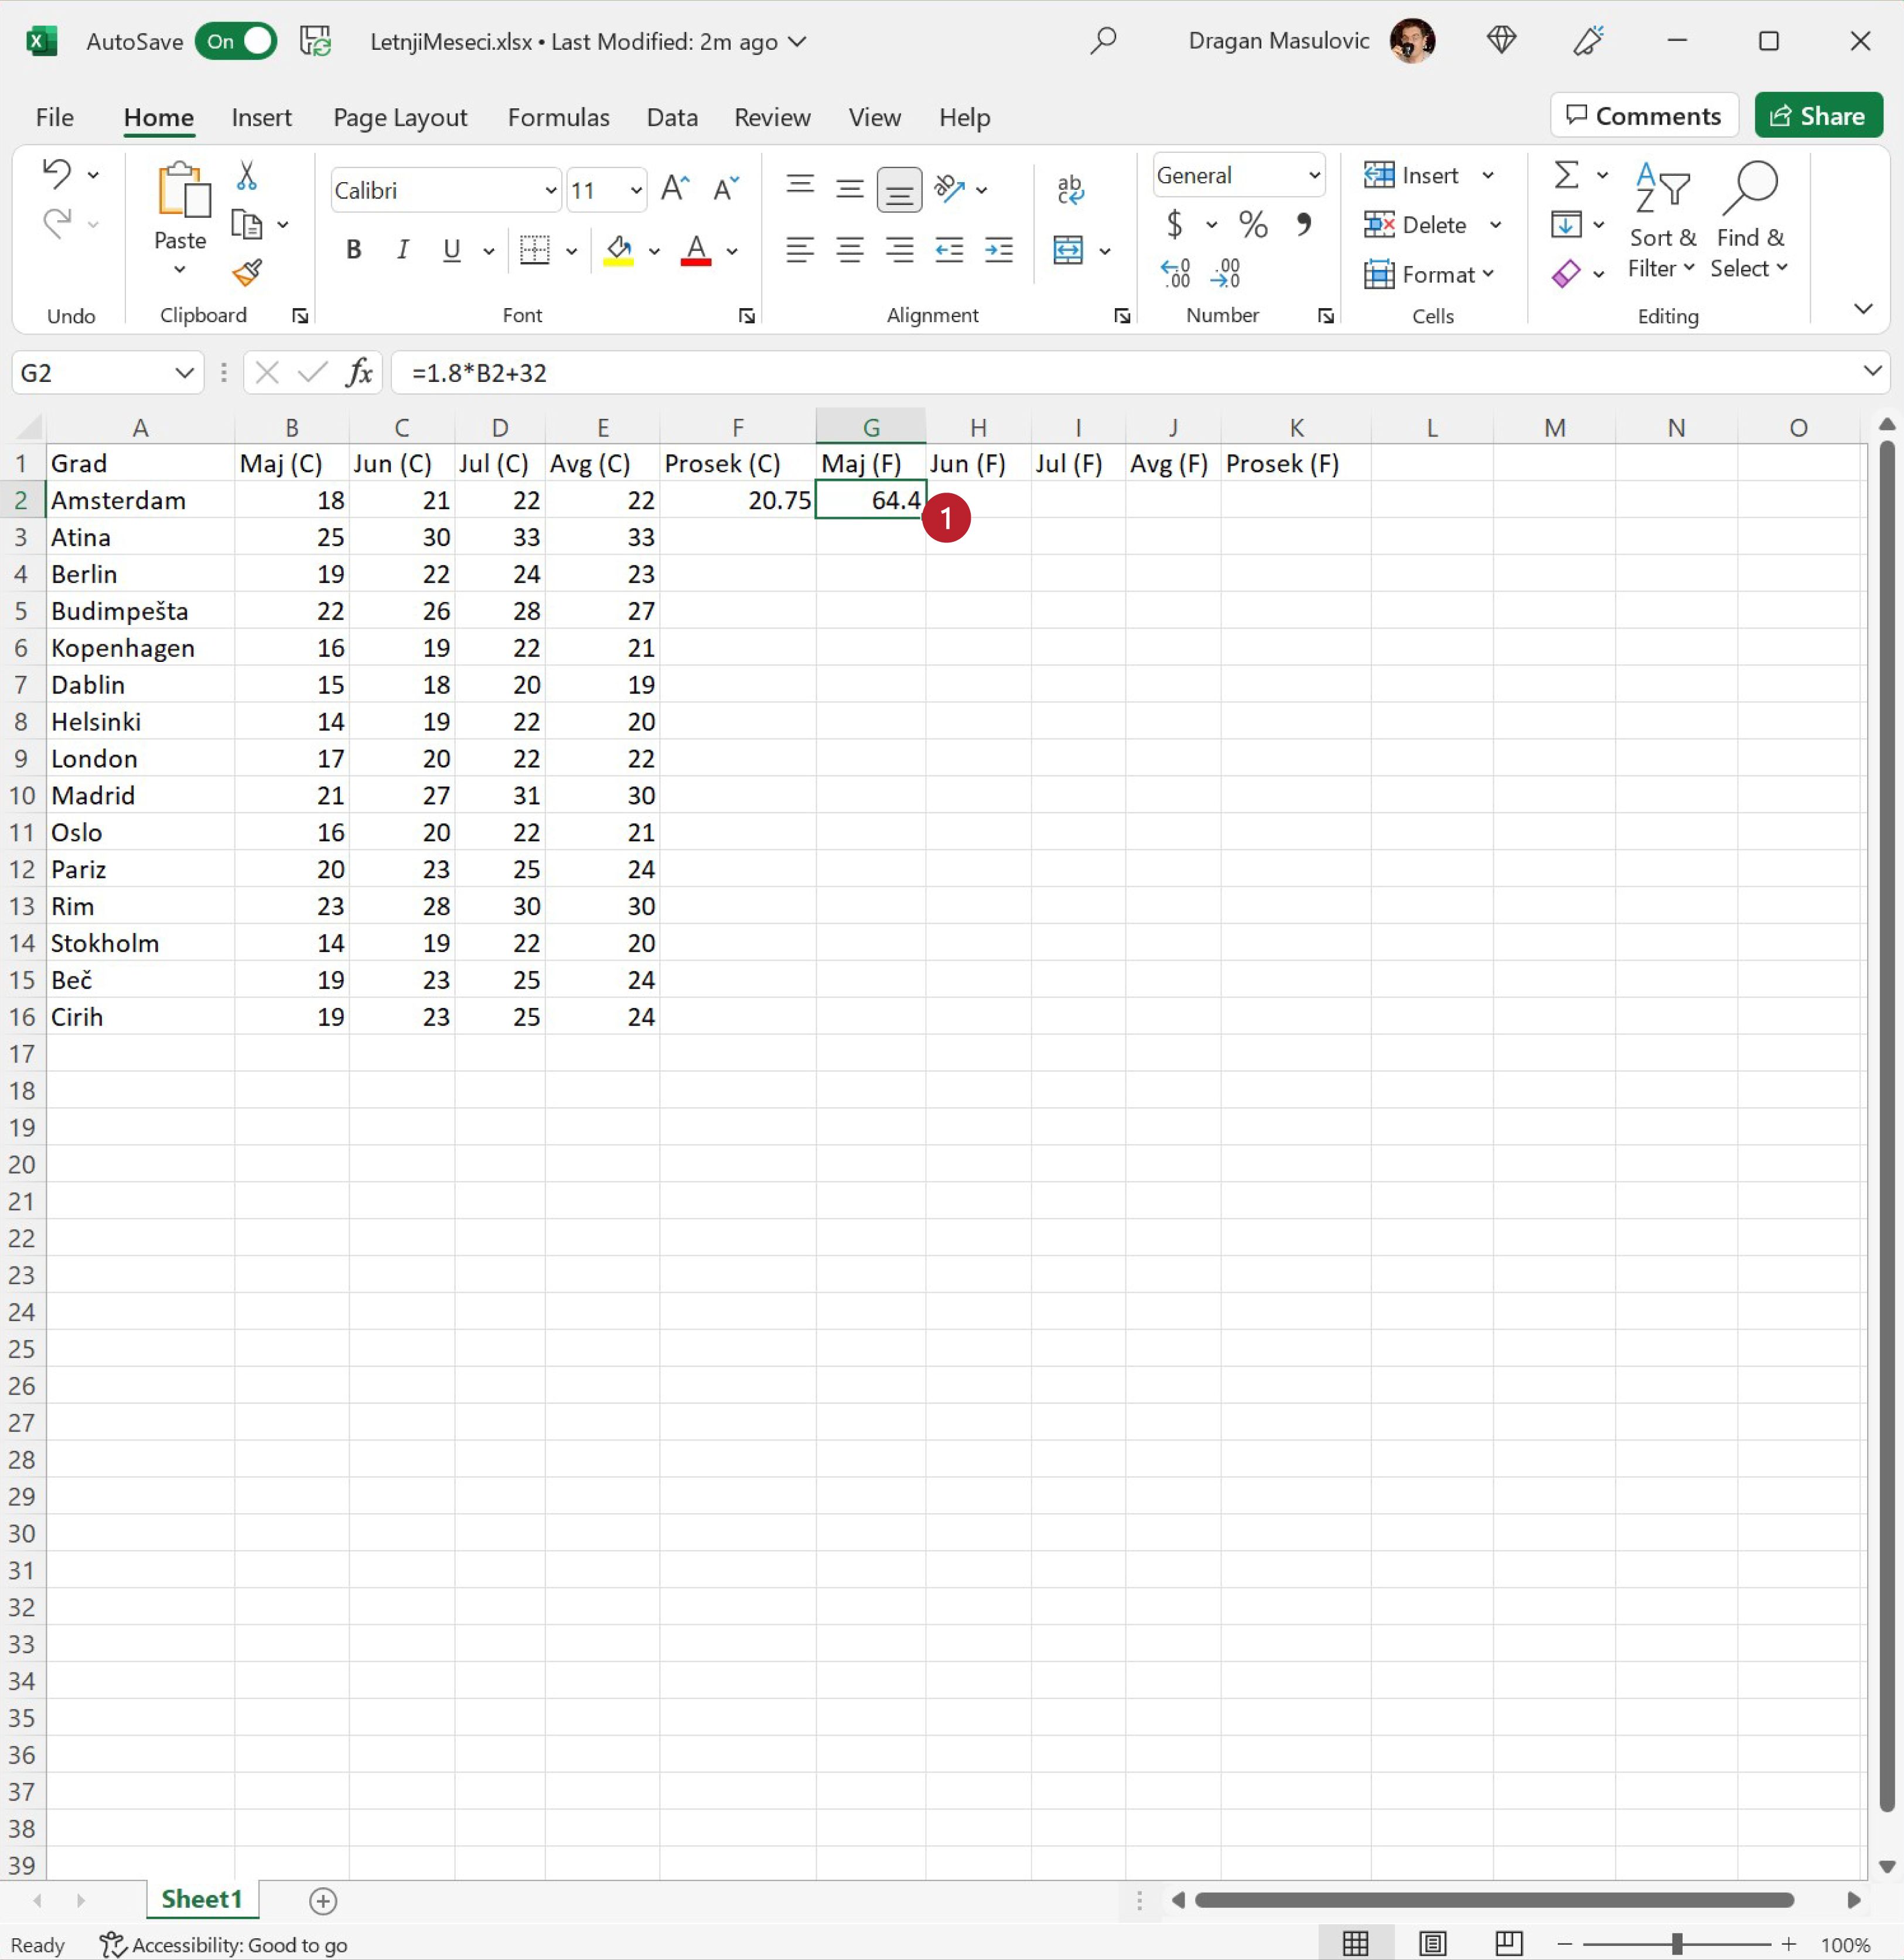 AutoSave On LetnjiMeseci.xlsx • Last Modified: 2m ago Dragan Masulovic
File Home Insert Page Layout Formulas Data Review View Help Comments Share
Calibri 11 General Insert
Paste Delete Sort & Filter Find & Select
B I U A $ % , Format
Undo Clipboard Font Alignment Number Cells Editing
G2 fx =1.8*B2+32
A B C D E F G H I J K L M N O
1 Grad Maj (C) Jun (C) Jul (C) Avg (C) Prosek (C) Maj (F) Jun (F) Jul (F) Avg (F) Prosek (F)
2 Amsterdam 18 21 22 22 20.75 64.4 1
3 Atina 25 30 33 33
4 Berlin 19 22 24 23
5 Budimpešta 22 26 28 27
6 Kopenhagen 16 19 22 21
7 Dablin 15 18 20 19
8 Helsinki 14 19 22 20
9 London 17 20 22 22
10 Madrid 21 27 31 30
11 Oslo 16 20 22 21
12 Pariz 20 23 25 24
13 Rim 23 28 30 30
14 Stokholm 14 19 22 20
15 Beč 19 23 25 24
16 Cirih 19 23 25 24
17
18
19
20
21
22
23
24
25
26
27
28
29
30
31
32
33
34
35
36
37
38
39
Sheet1
Ready Accessibility: Good to go 100%